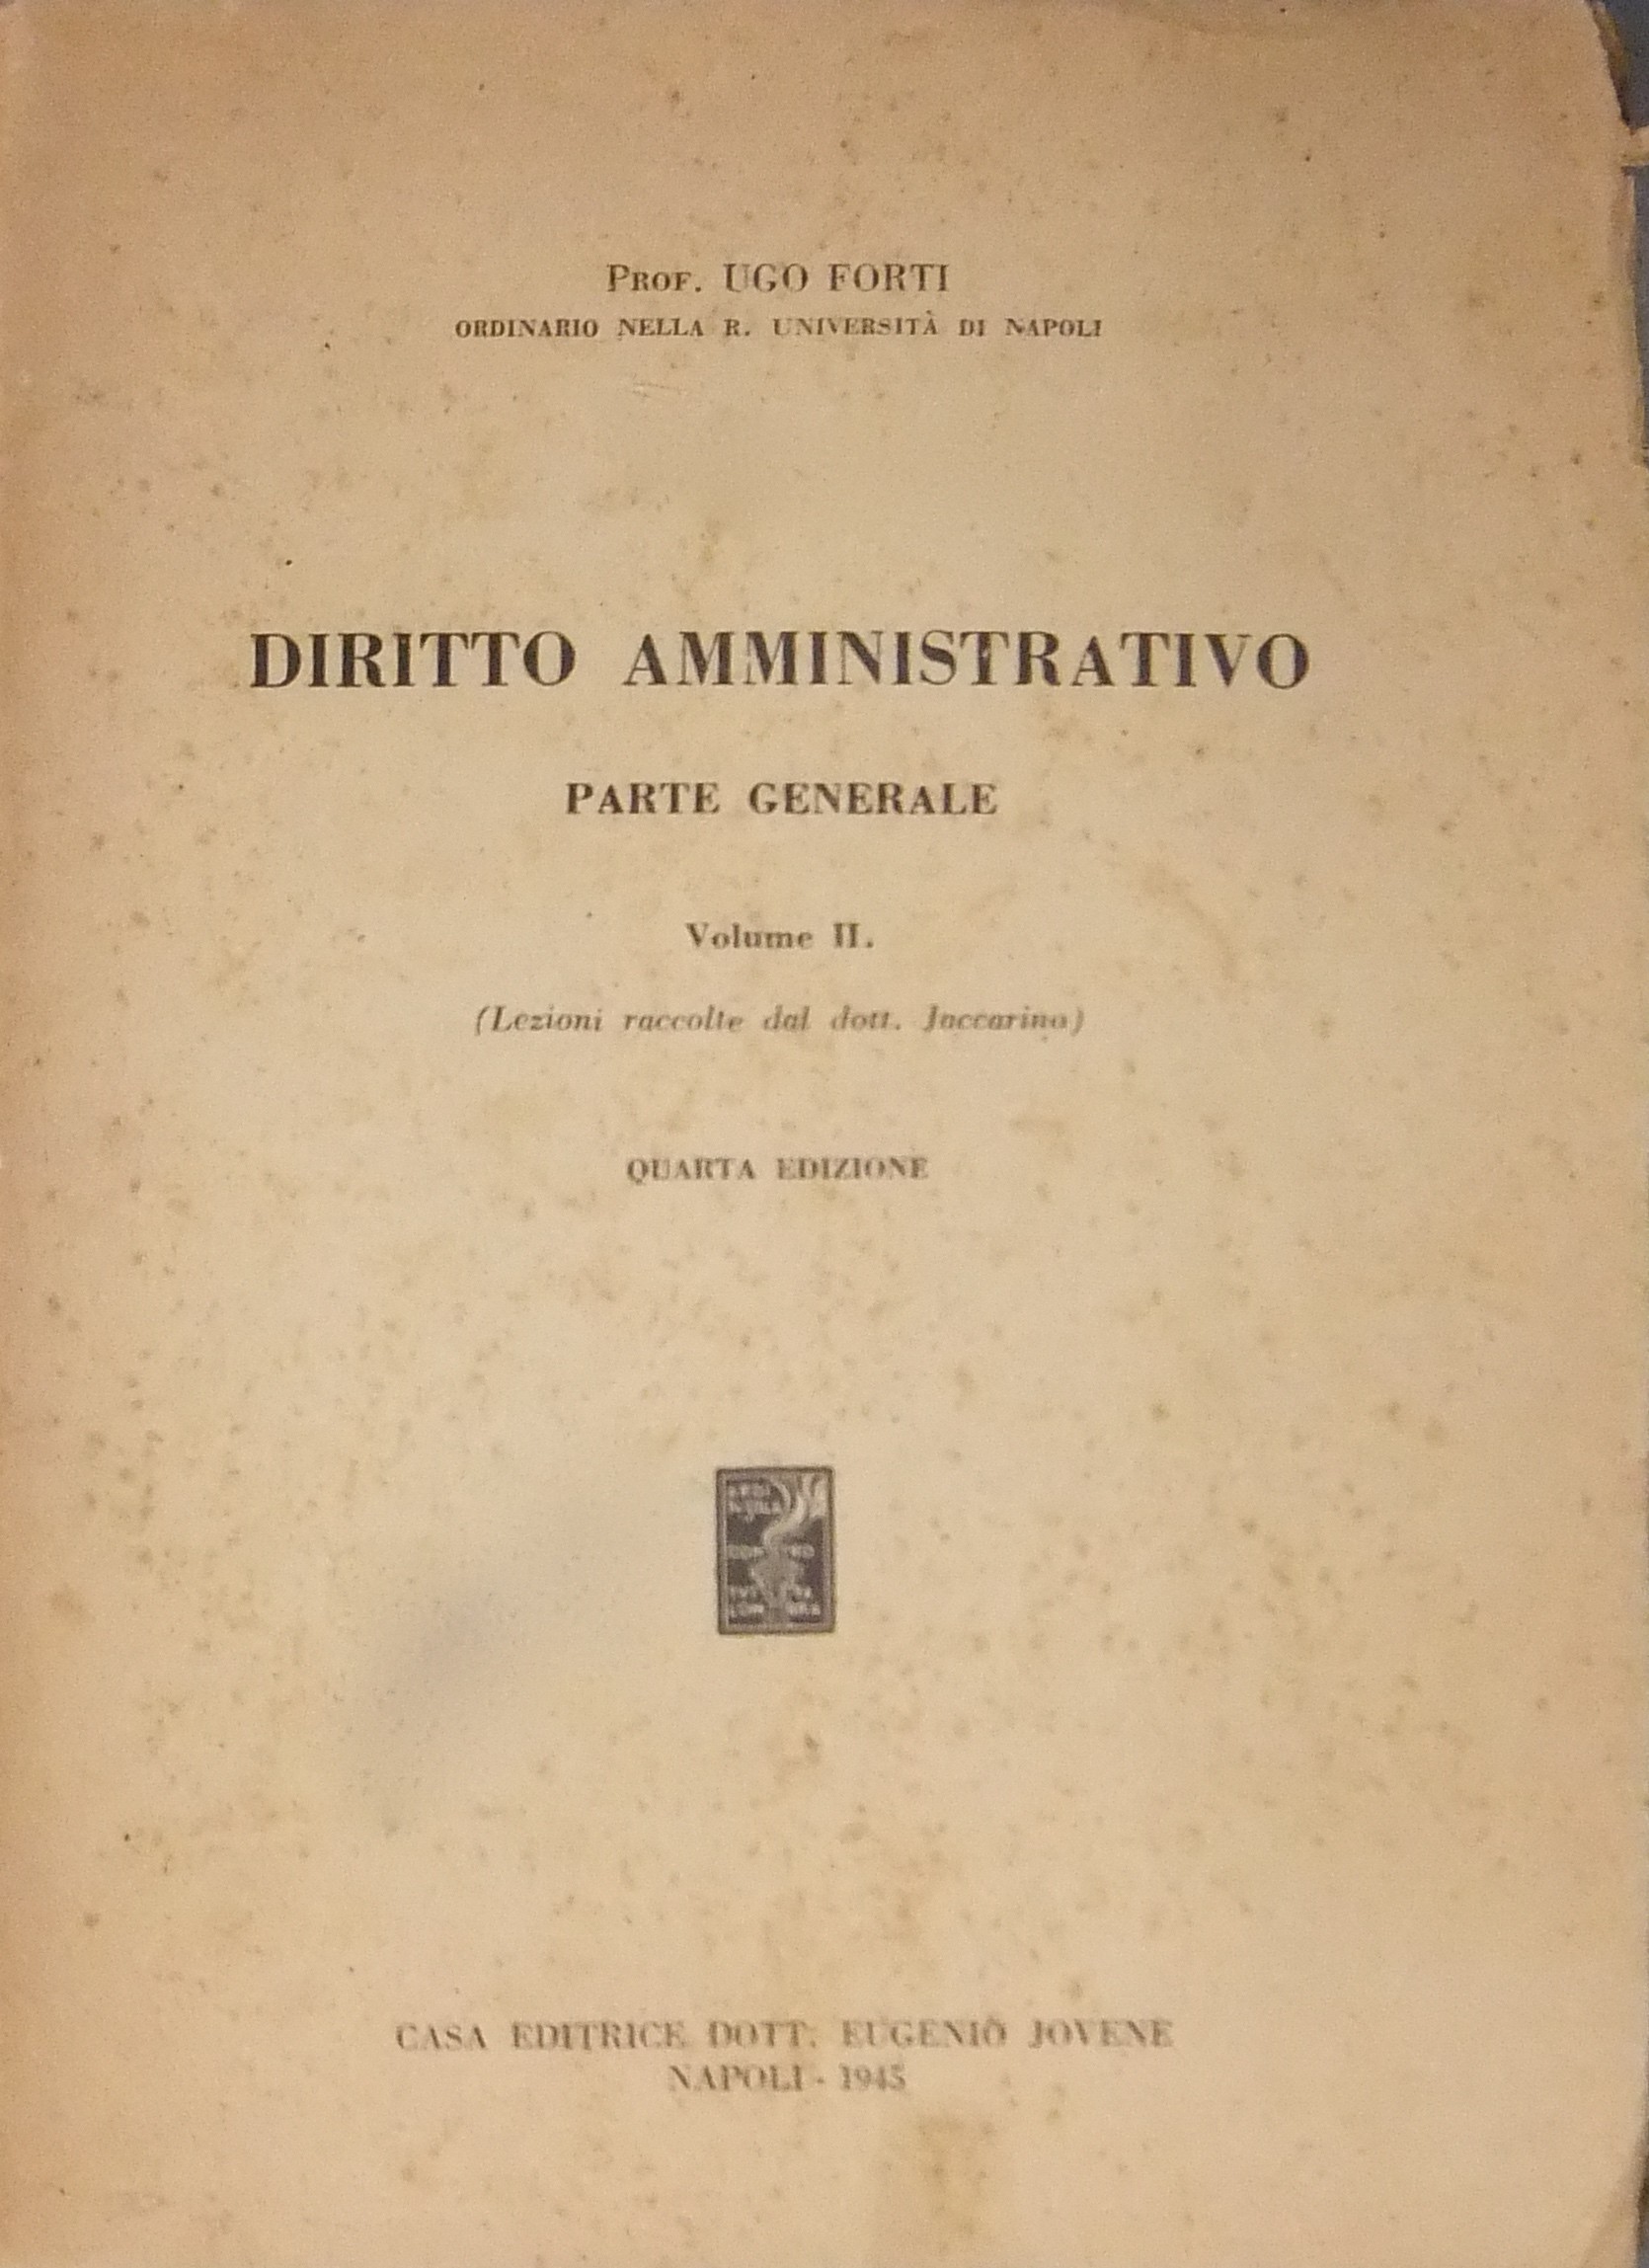 PROF. UGO FORTI
ORDINARIO NELLA R. UNIVERSITÀ DI NAPOLI
DIRITTO AMMINISTRATIVO
PARTE GENERALE
Volume II.
(Lezioni raccolte dal dott. Jaccarino)
QUARTA EDIZIONE
CASA EDITRICE DOTT. EUGENIO JOVENE
NAPOLI - 1945